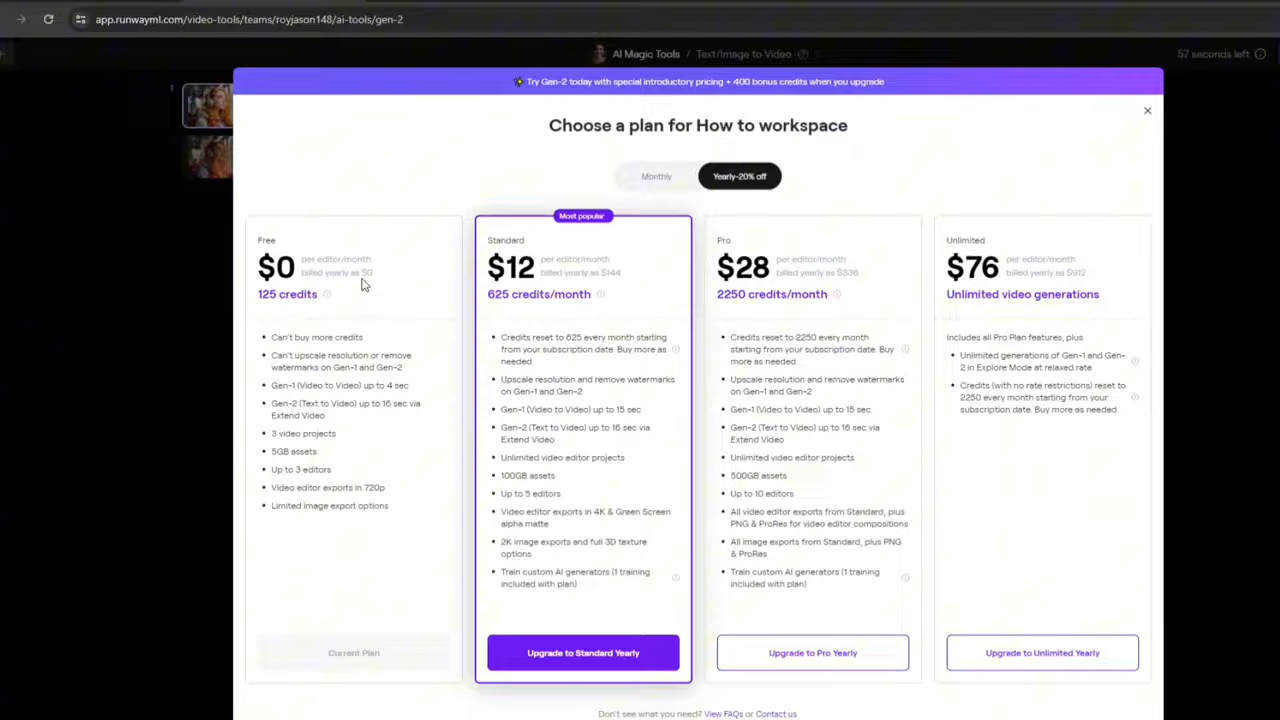 app.runwayml.com/video-tools/teams/royjason148/ai-tools/gen-2
AI Magic Tools / Text/Image to Video
57 seconds left
1
Try Gen-2 today with special introductory pricing + 400 bonus credits when you upgrade
Choose a plan for How to workspace
Monthly
Yearly-20% off
Free
$0 per editor/month
billed yearly as $0
125 credits
• Can't buy more credits
• Can't upscale resolution or remove
watermarks on Gen-1 and Gen-2
• Gen-1 (Video to Video) up to 4 sec
• Gen-2 (Text to Video) up to 16 sec via
Extend Video
• 3 video projects
• 5GB assets
• Up to 3 editors
• Video editor exports in 720p
• Limited image export options
Current Plan
Most popular
Standard
$12 per editor/month
billed yearly as $144
625 credits/month
• Credits reset to 625 every month starting
from your subscription date. Buy more as
needed
• Upscale resolution and remove watermarks
on Gen-1 and Gen-2
• Gen-1 (Video to Video) up to 15 sec
• Gen-2 (Text to Video) up to 16 sec via
Extend Video
• Unlimited video editor projects
• 100GB assets
• Up to 5 editors
• Video editor exports in 4K & Green Screen
alpha matte
• 2K image exports and full 3D texture
options
• Train custom AI generators (1 training
included with plan)
Upgrade to Standard Yearly
Pro
$28 per editor/month
billed yearly as $336
2250 credits/month
• Credits reset to 2250 every month
starting from your subscription date. Buy
more as needed
• Upscale resolution and remove watermarks
on Gen-1 and Gen-2
• Gen-1 (Video to Video) up to 15 sec
• Gen-2 (Text to Video) up to 16 sec via
Extend Video
• Unlimited video editor projects
• 500GB assets
• Up to 10 editors
• All video editor exports from Standard, plus
PNG & ProRes for video editor compositions
• All image exports from Standard, plus PNG
& ProRes
• Train custom AI generators (1 training
included with plan)
Upgrade to Pro Yearly
Unlimited
$76 per editor/month
billed yearly as $912
Unlimited video generations
Includes all Pro Plan features, plus
• Unlimited generations of Gen-1 and Gen-
2 in Explore Mode at relaxed rate
• Credits (with no rate restrictions) reset to
2250 every month starting from your
subscription date. Buy more as needed
Upgrade to Unlimited Yearly
Don't see what you need? View FAQs or Contact us